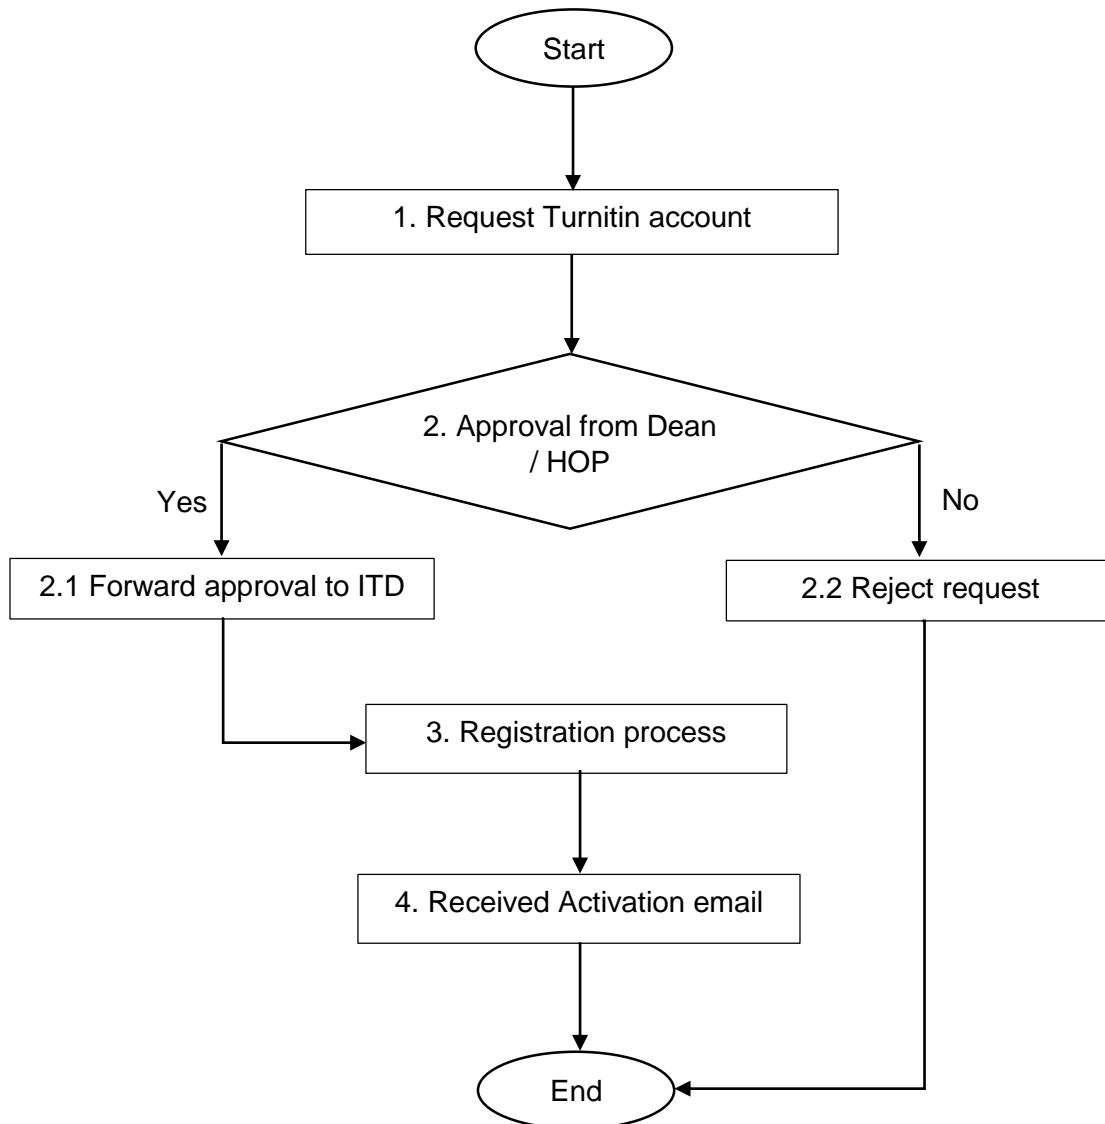 Start
1. Request Turnitin account
2. Approval from Dean
/ HOP
Yes
No
2.1 Forward approval to ITD
2.2 Reject request
3. Registration process
4. Received Activation email
End